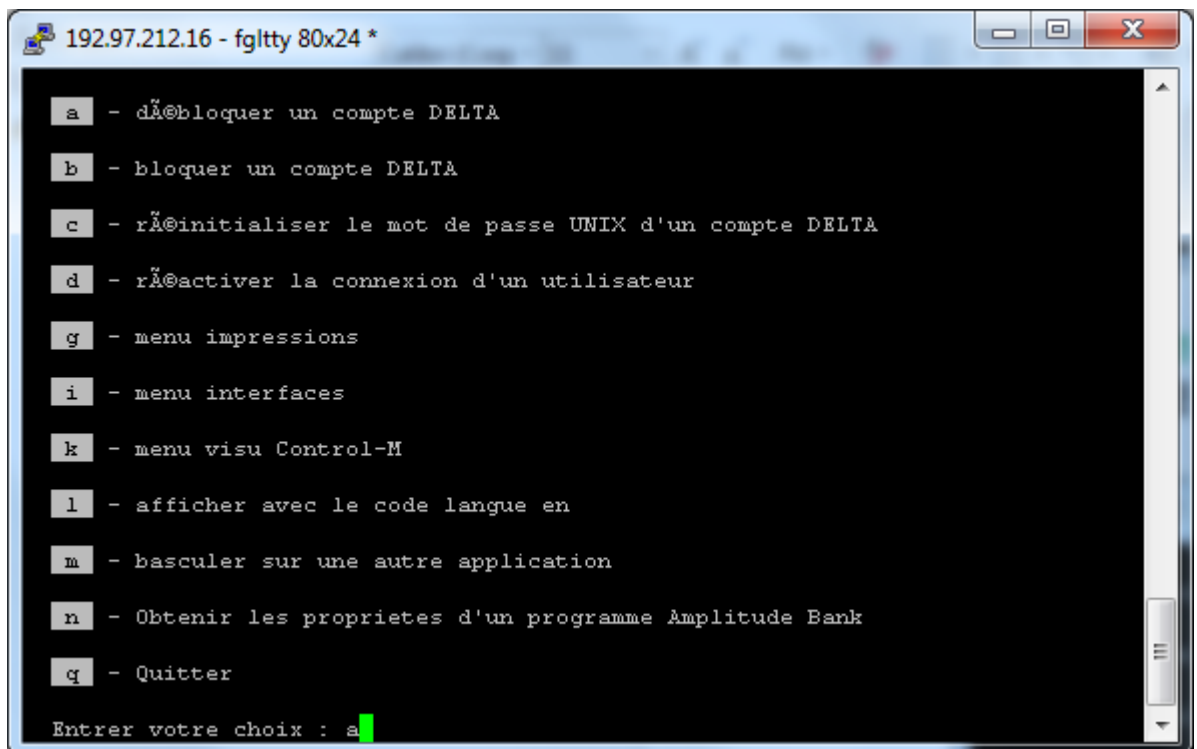 192.97.212.16 - fgltty 80x24 *
a - dÃ©bloquer un compte DELTA
b - bloquer un compte DELTA
c - rÃ©initialiser le mot de passe UNIX d'un compte DELTA
d - rÃ©activer la connexion d'un utilisateur
g - menu impressions
i - menu interfaces
k - menu visu Control-M
l - afficher avec le code langue en
m - basculer sur une autre application
n - Obtenir les proprietes d'un programme Amplitude Bank
q - Quitter
Entrer votre choix : a